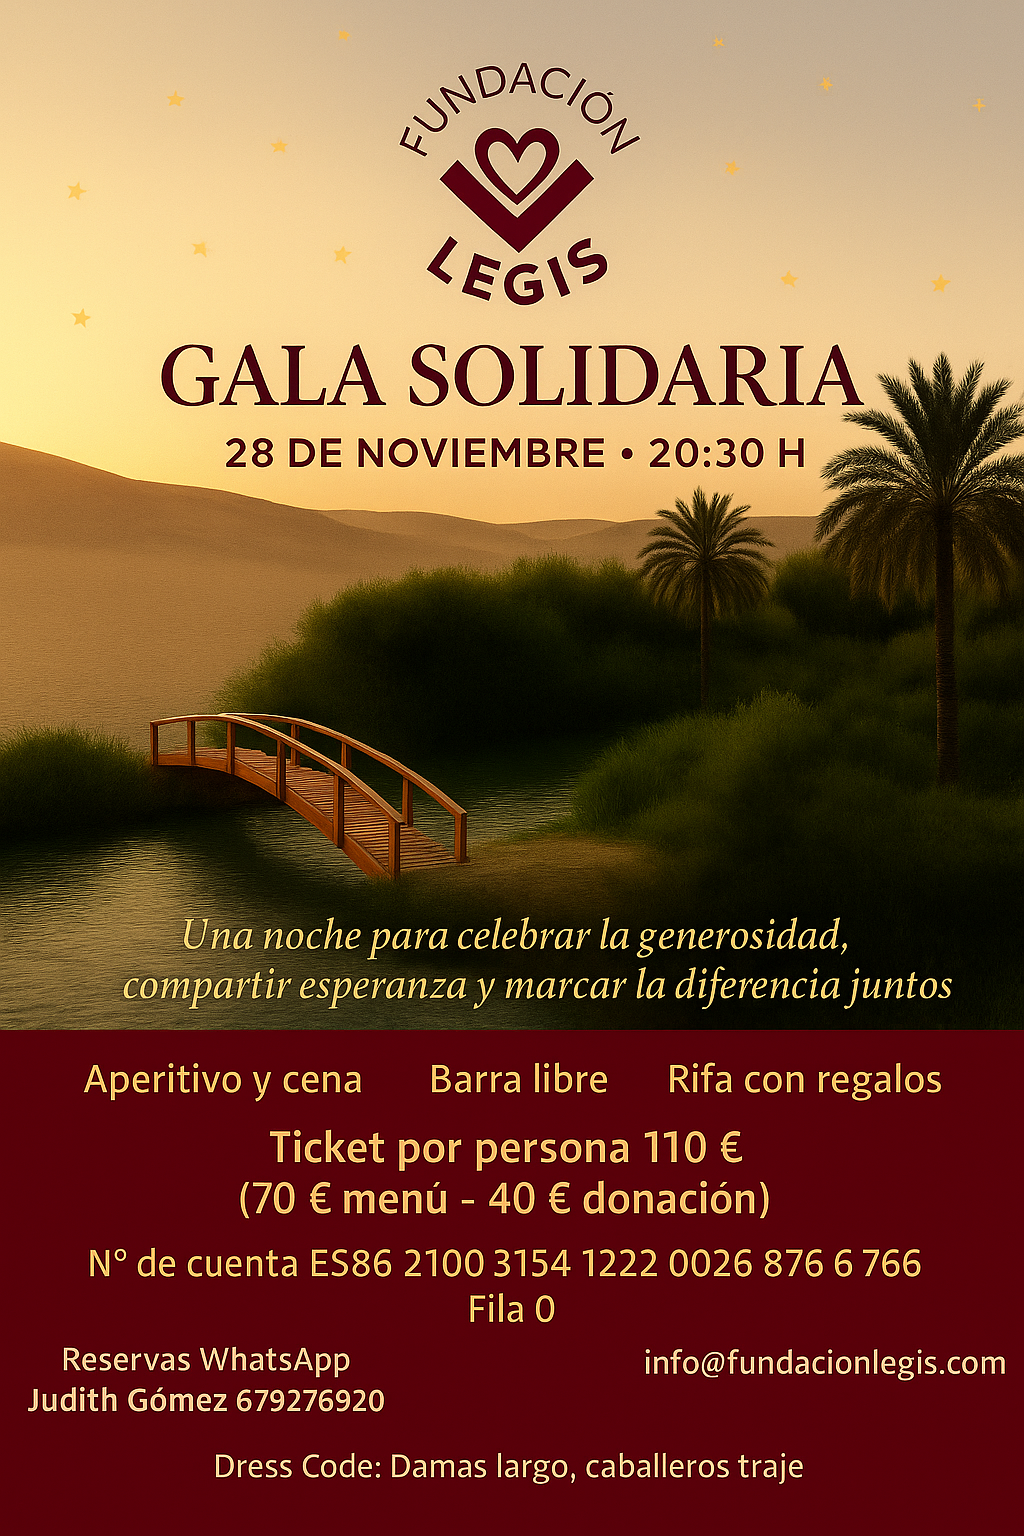 FUNDACIÓN
LEGIS
GALA SOLIDARIA
28 DE NOVIEMBRE • 20:30 H
Una noche para celebrar la generosidad,
compartir esperanza y marcar la diferencia juntos
Aperitivo y cena Barra libre Rifa con regalos
Ticket por persona 110 €
(70 € menú - 40 € donación)
N° de cuenta ES86 2100 3154 1222 0026 876 6 766
Fila 0
Reservas WhatsApp
Judith Gómez 679276920
info@fundacionlegis.com
Dress Code: Damas largo, caballeros traje